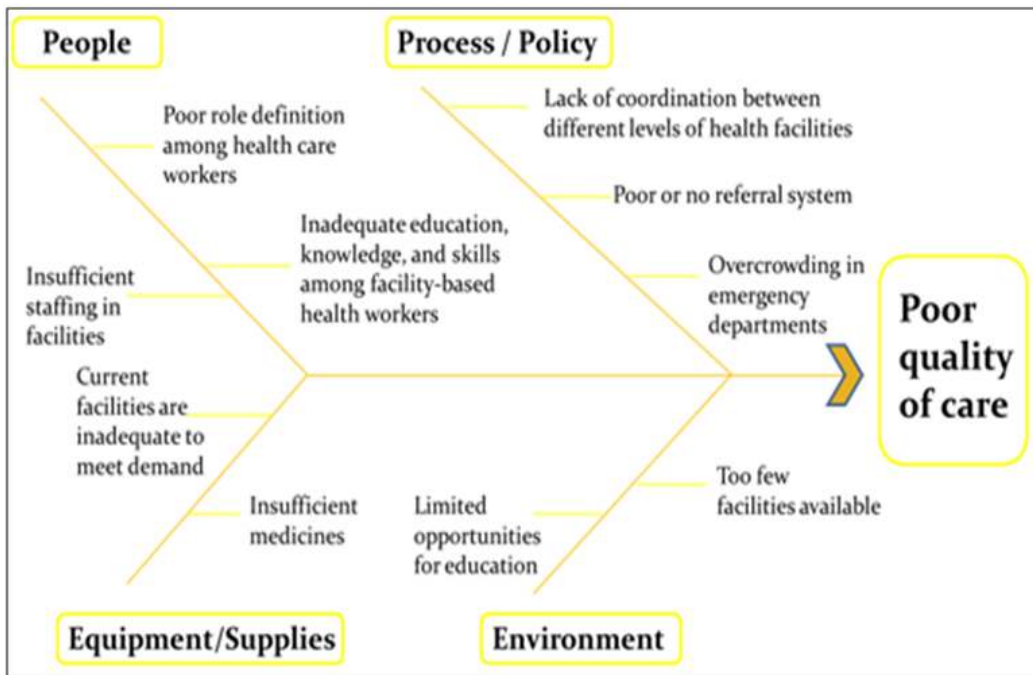 People
Process / Policy
Poor role definition
among health care
workers
Lack of coordination between
different levels of health facilities
Poor or no referral system
Inadequate education,
knowledge, and skills
among facility-based
health workers
Insufficient
staffing in
facilities
Overcrowding in
emergency
departments
Poor
quality
of care
Current
facilities are
inadequate to
meet demand
Insufficient
medicines
Limited
opportunities
for education
Too few
facilities available
Equipment/Supplies
Environment